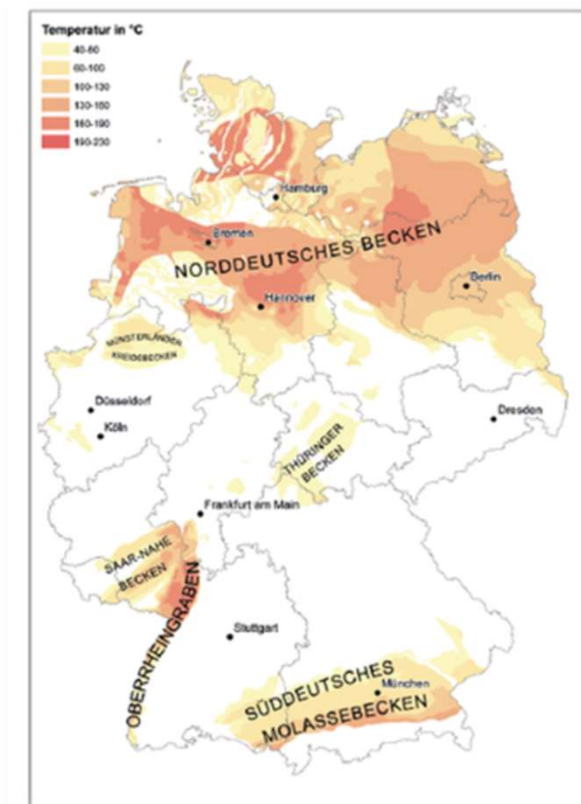 Temperatur in °C
40-60
60-100
100-130
130-160
160-190
190-230
Hamburg
Bremen
NORDDEUTSCHES BECKEN
Berlin
Hannover
MÜNSTERLÄNDER
KREIDEBECKEN
Düsseldorf
Köln
Dresden
THÜRINGER
BECKEN
Frankfurt am Main
SAAR-NAHE
BECKEN
OBERRHEINGRABEN
Stuttgart
SÜDDEUTSCHES
München
MOLASSEBECKEN